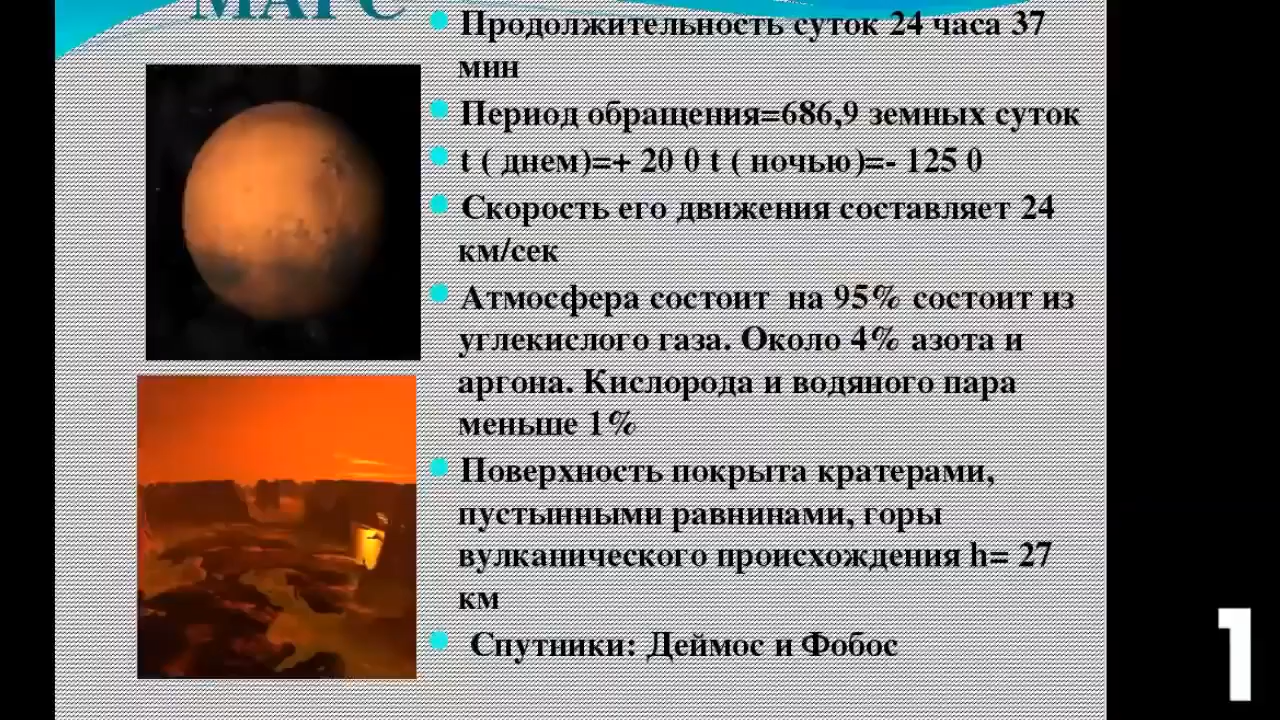 МАРС
Продолжительность суток 24 часа 37
мин
Период обращения=686,9 земных суток
t ( днем)=+ 20 0 t ( ночью)=- 125 0
Скорость его движения составляет 24
км/сек
Атмосфера состоит на 95% состоит из
углекислого газа. Около 4% азота и
аргона. Кислорода и водяного пара
меньше 1%
Поверхность покрыта кратерами,
пустынными равнинами, горы
вулканического происхождения h= 27
км
Спутники: Деймос и Фобос
1